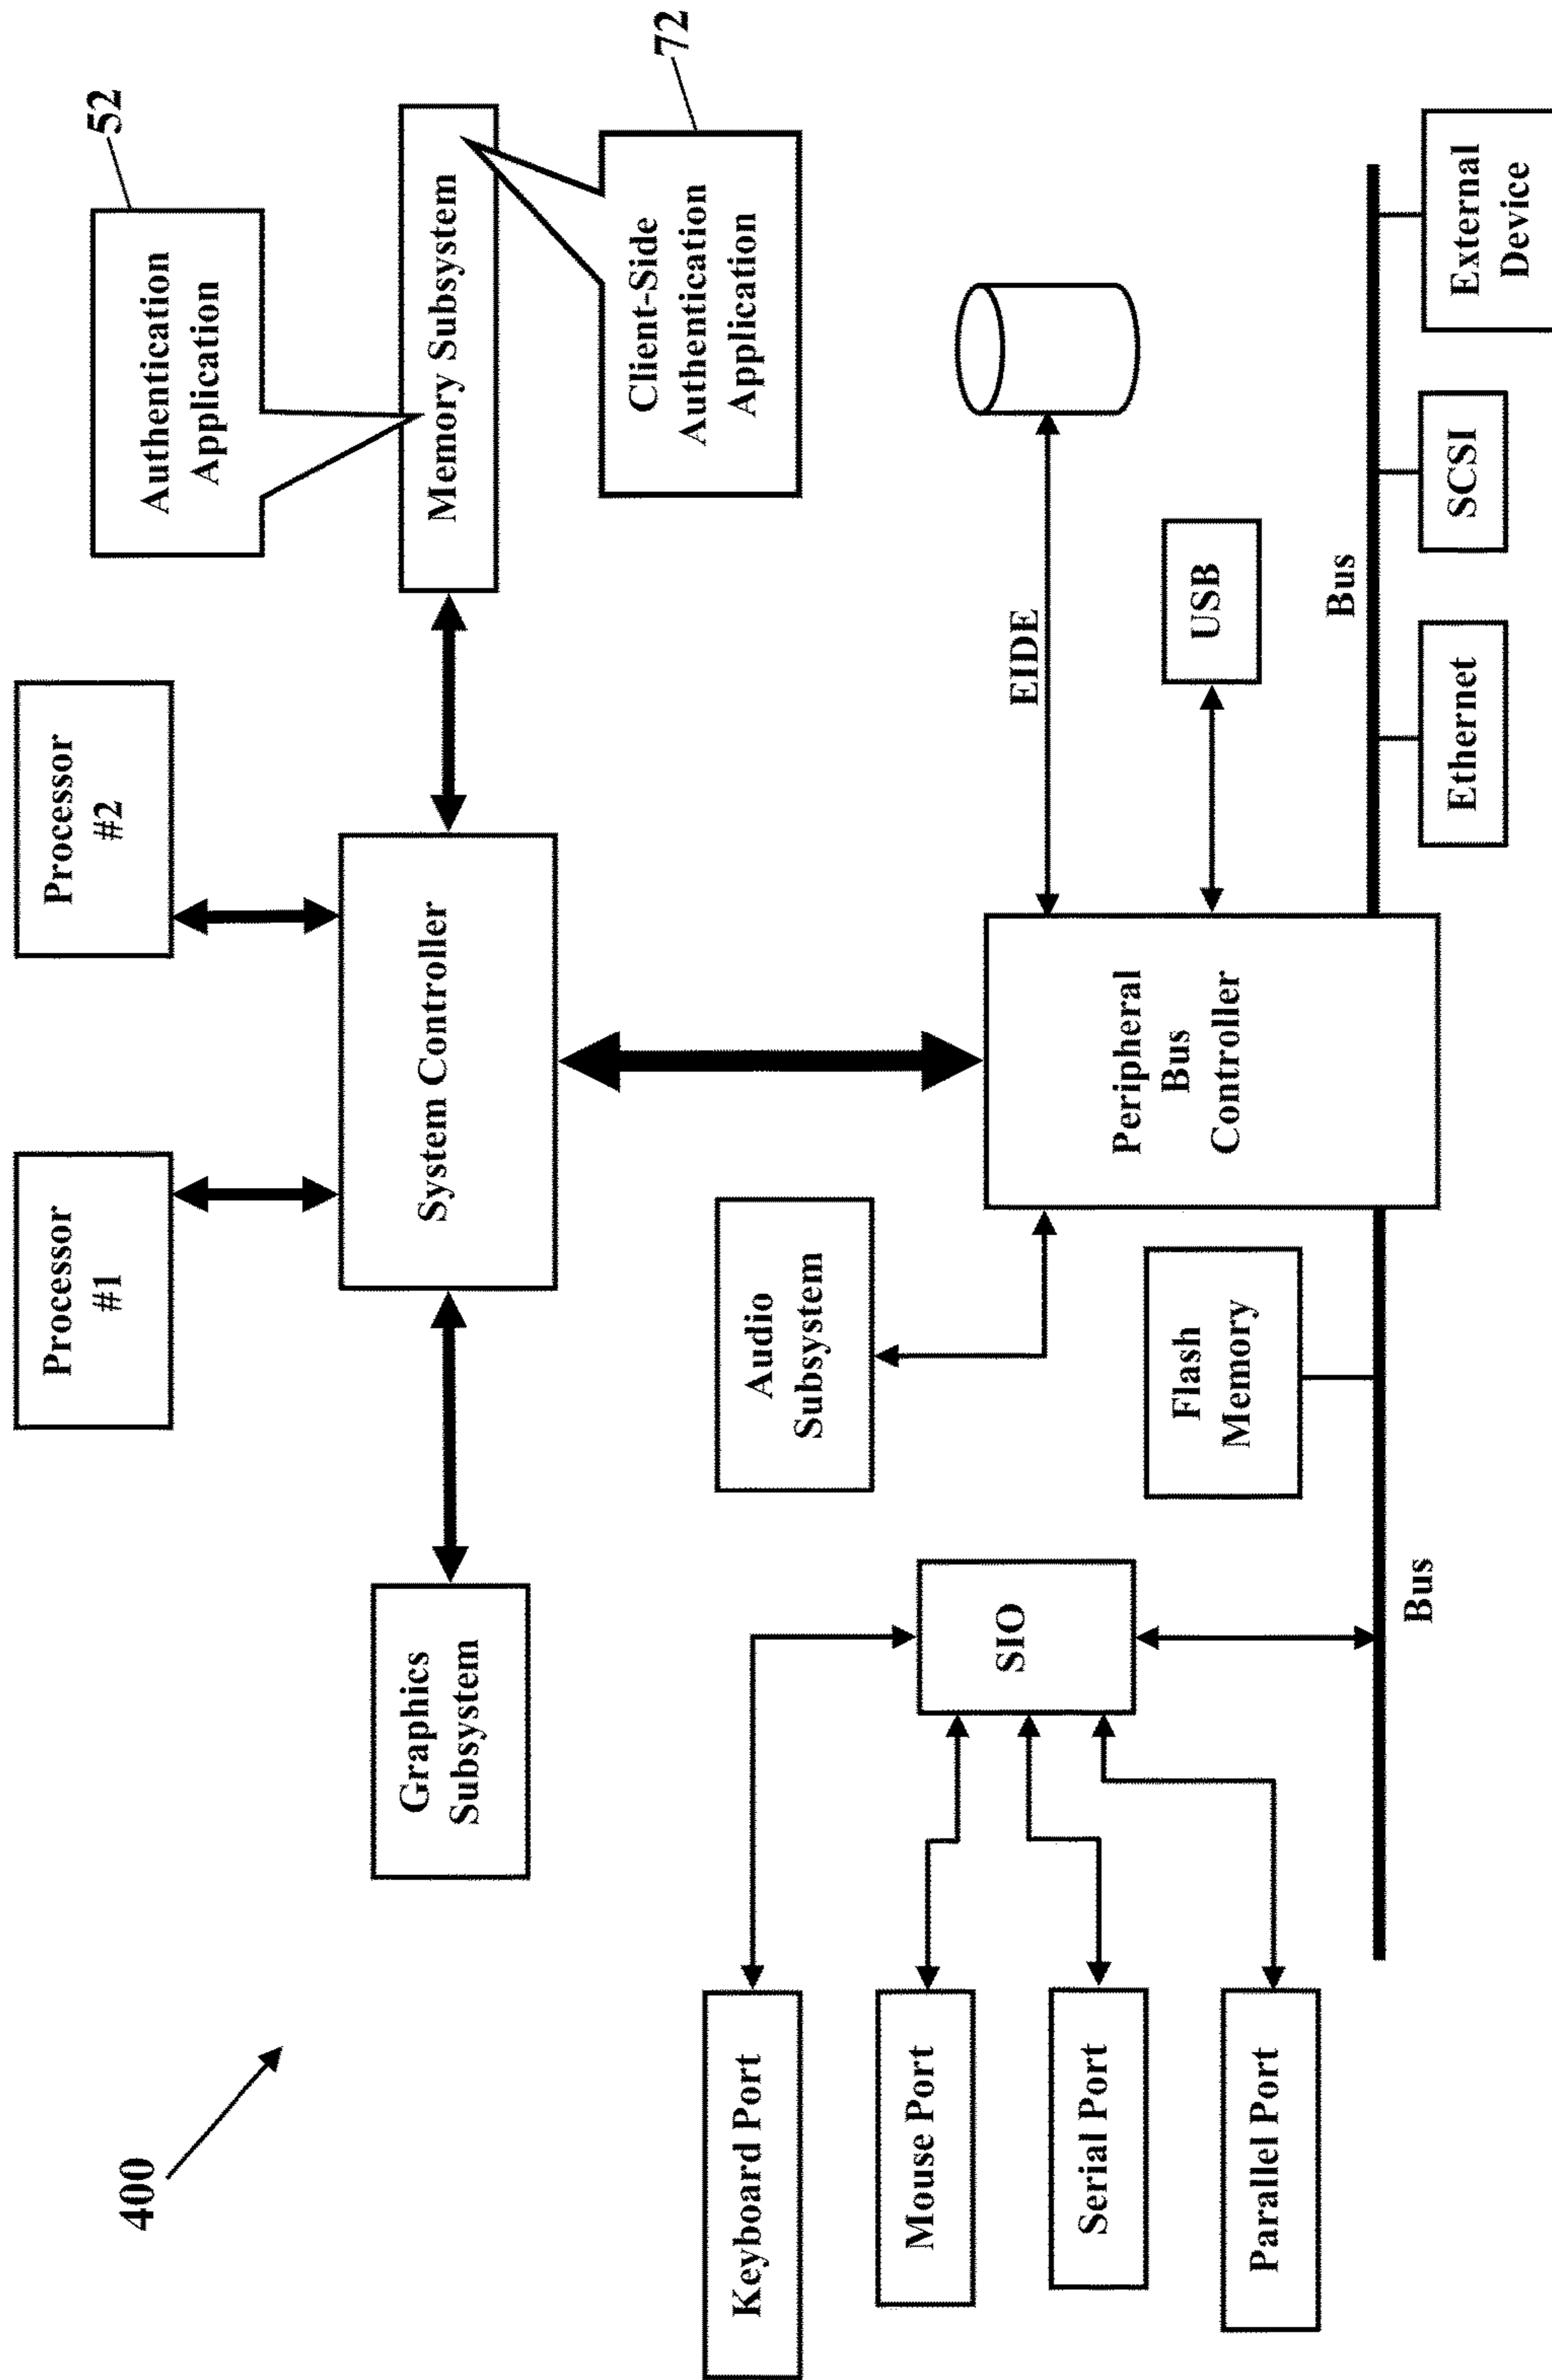 400
Processor
#1
Processor
#2
Authentication
Application
52
Graphics
Subsystem
System Controller
Memory Subsystem
Client-Side
Authentication
Application
72
Keyboard Port
Mouse Port
Serial Port
Parallel Port
SIO
Audio
Subsystem
Flash
Memory
Peripheral
Bus
Controller
EIDE
USB
Bus
Bus
Ethernet
SCSI
External
Device